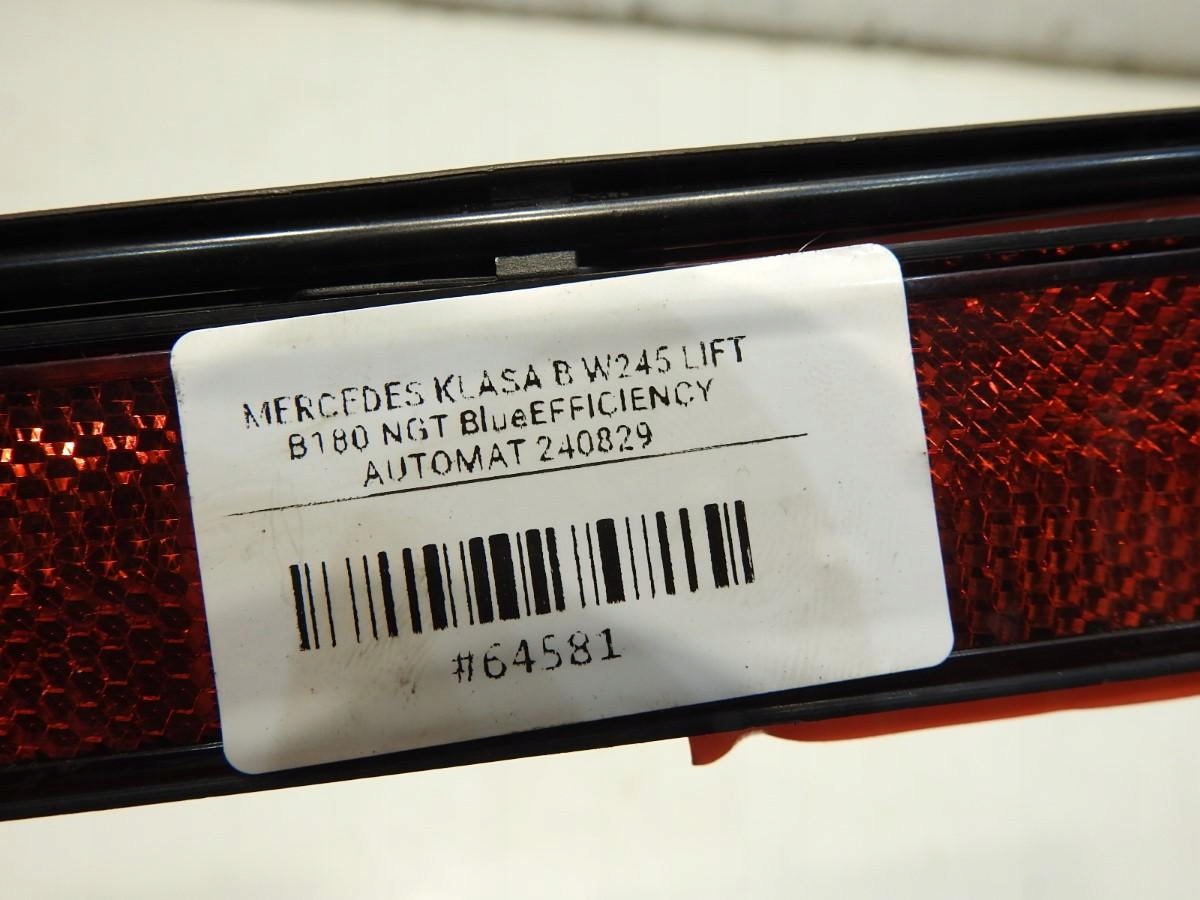 MERCEDES KLASA B W245 LIFT
B180 NGT BlueEFFICIENCY
AUTOMAT 240829
#64581